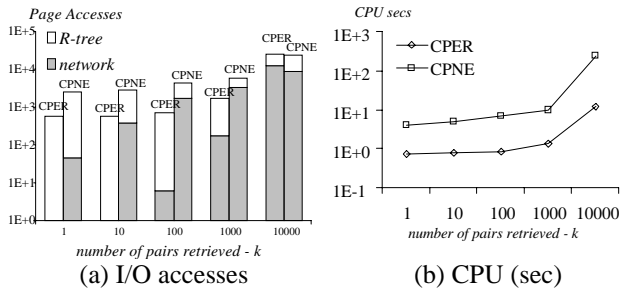 Page Accesses
1E+5
1E+4
1E+3
1E+2
1E+1
1E+0
R-tree
network
CPER
CPNE
CPER
CPNE
CPER
CPNE
CPER
CPNE
CPER
CPNE
1 10 100 1000 10000
number of pairs retrieved - k
(a) I/O accesses
CPU secs
1E+3
1E+2
1E+1
1E+0
1E-1
CPER
CPNE
1 10 100 1000 10000
number of pairs retrieved - k
(b) CPU (sec)